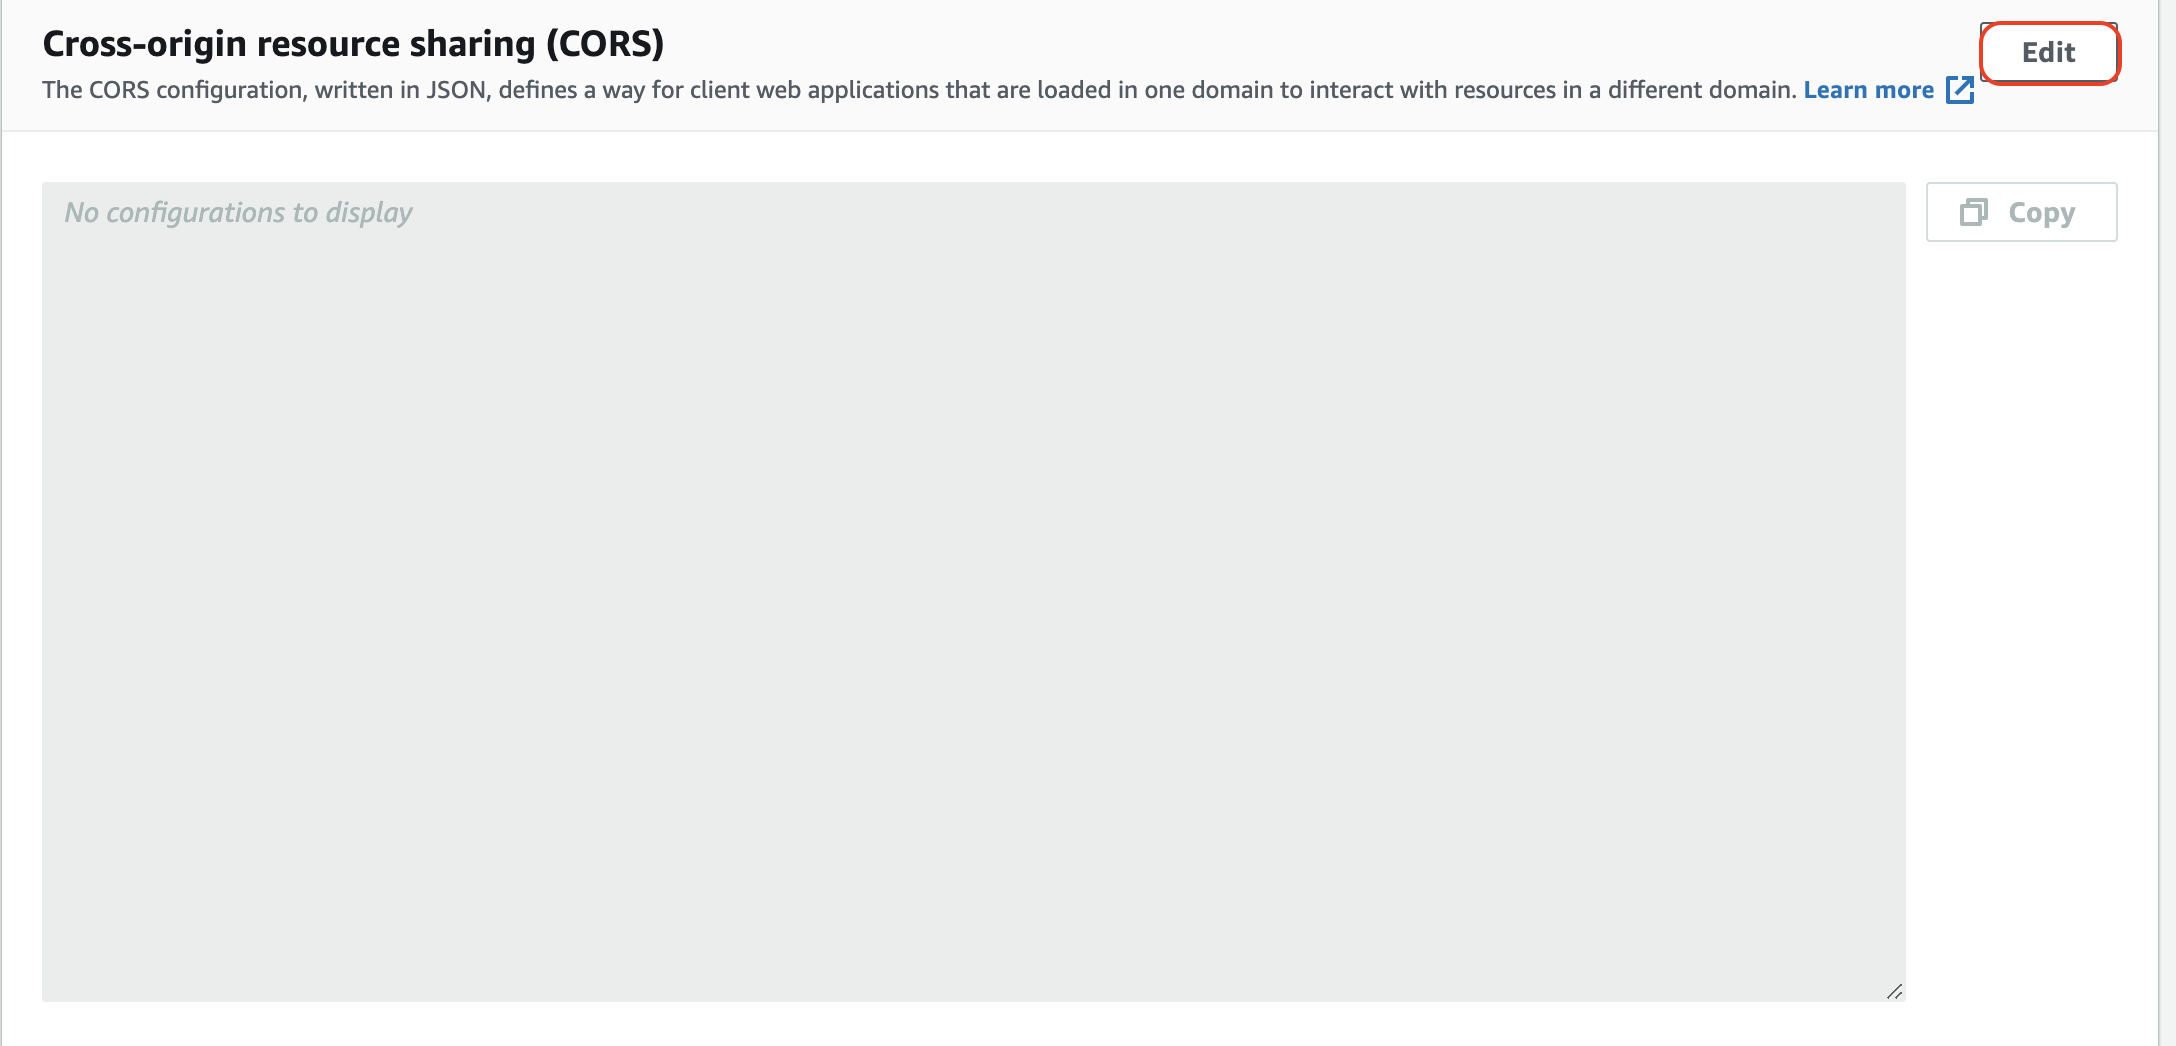 Cross-origin resource sharing (CORS)
Edit
The CORS configuration, written in JSON, defines a way for client web applications that are loaded in one domain to interact with resources in a different domain. Learn more
No configurations to display
Copy